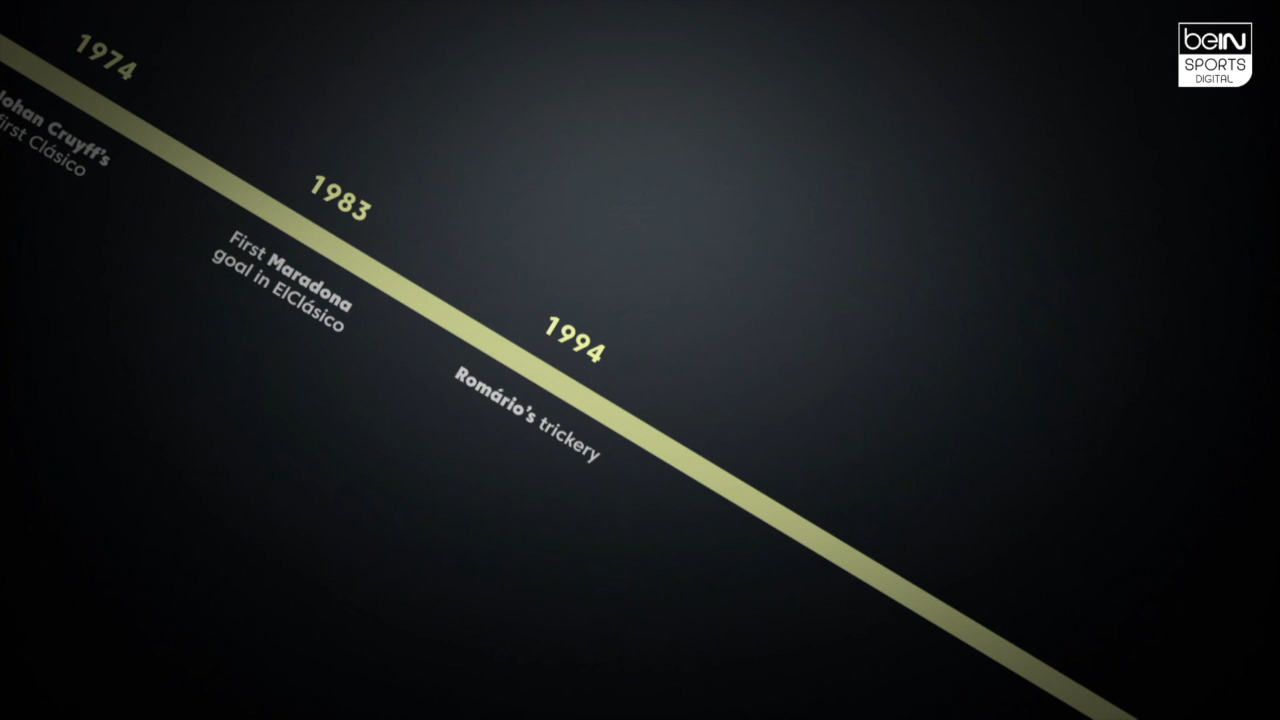 1974
Johan Cruyff's
first Clásico
1983
First Maradona
goal in ElClásico
1994
Romário's trickery
beIN
SPORTS
DIGITAL